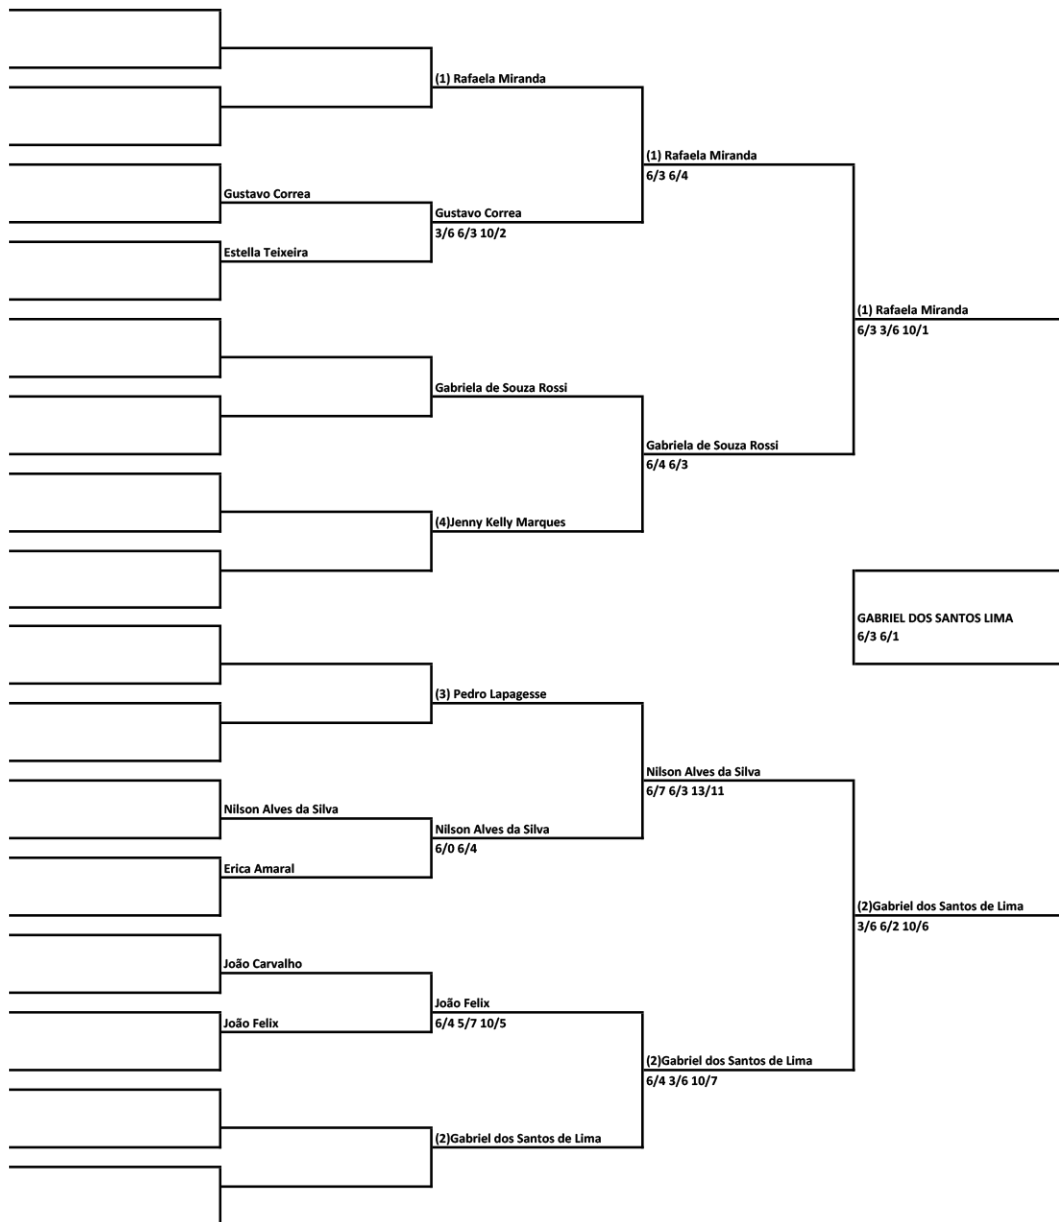 (1) Rafaela Miranda
(1) Rafaela Miranda
6/3 6/4
Gustavo Correa
Gustavo Correa
3/6 6/3 10/2
Estella Teixeira
(1) Rafaela Miranda
6/3 3/6 10/1
Gabriela de Souza Rossi
Gabriela de Souza Rossi
6/4 6/3
(4)Jenny Kelly Marques
GABRIEL DOS SANTOS LIMA
6/3 6/1
(3) Pedro Lapagesse
Nilson Alves da Silva
6/7 6/3 13/11
Nilson Alves da Silva
Nilson Alves da Silva
6/0 6/4
Erica Amaral
(2)Gabriel dos Santos de Lima
3/6 6/2 10/6
João Carvalho
João Felix
6/4 5/7 10/5
João Felix
(2)Gabriel dos Santos de Lima
6/4 3/6 10/7
(2)Gabriel dos Santos de Lima